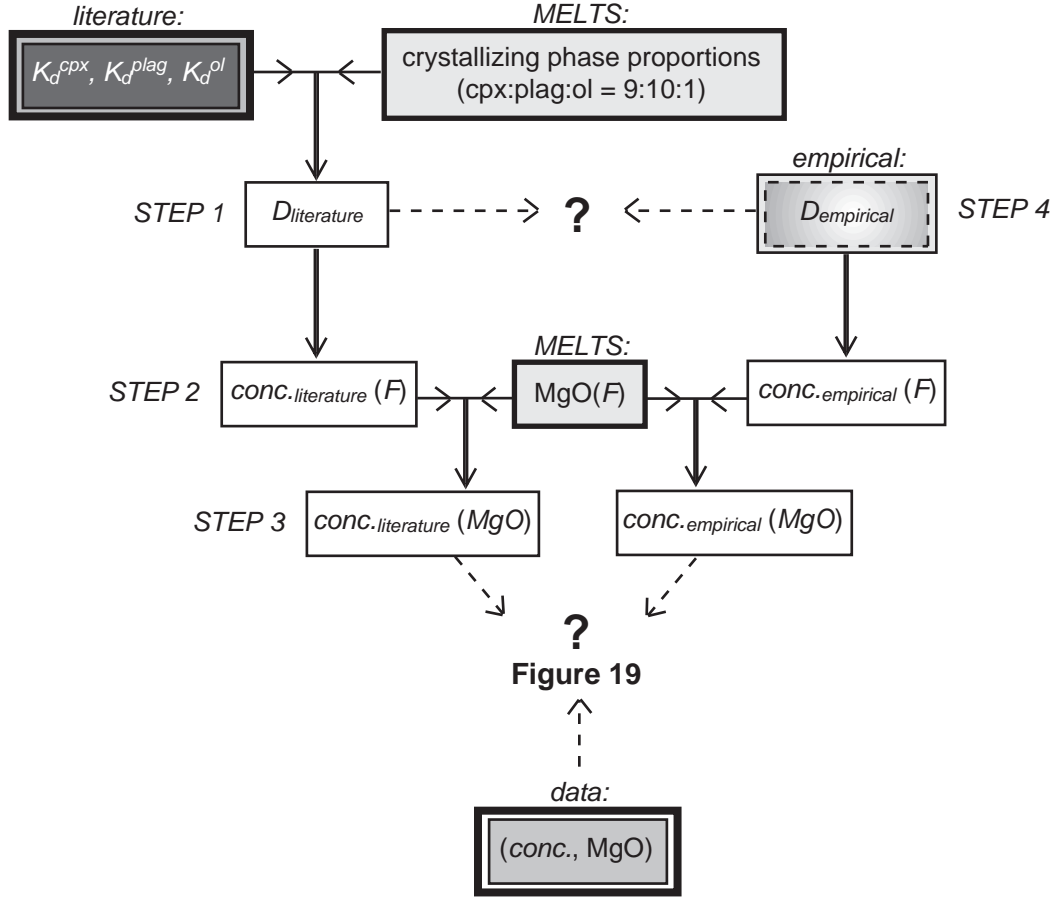 literature:
MELTS:
K_d^cpx, K_d^plag, K_d^ol
crystallizing phase proportions
(cpx:plag:ol = 9:10:1)
empirical:
STEP 1
D_literature
?
D_empirical
STEP 4
MELTS:
STEP 2
conc._literature (F)
MgO(F)
conc._empirical (F)
STEP 3
conc._literature (MgO)
conc._empirical (MgO)
?
Figure 19
data:
(conc., MgO)